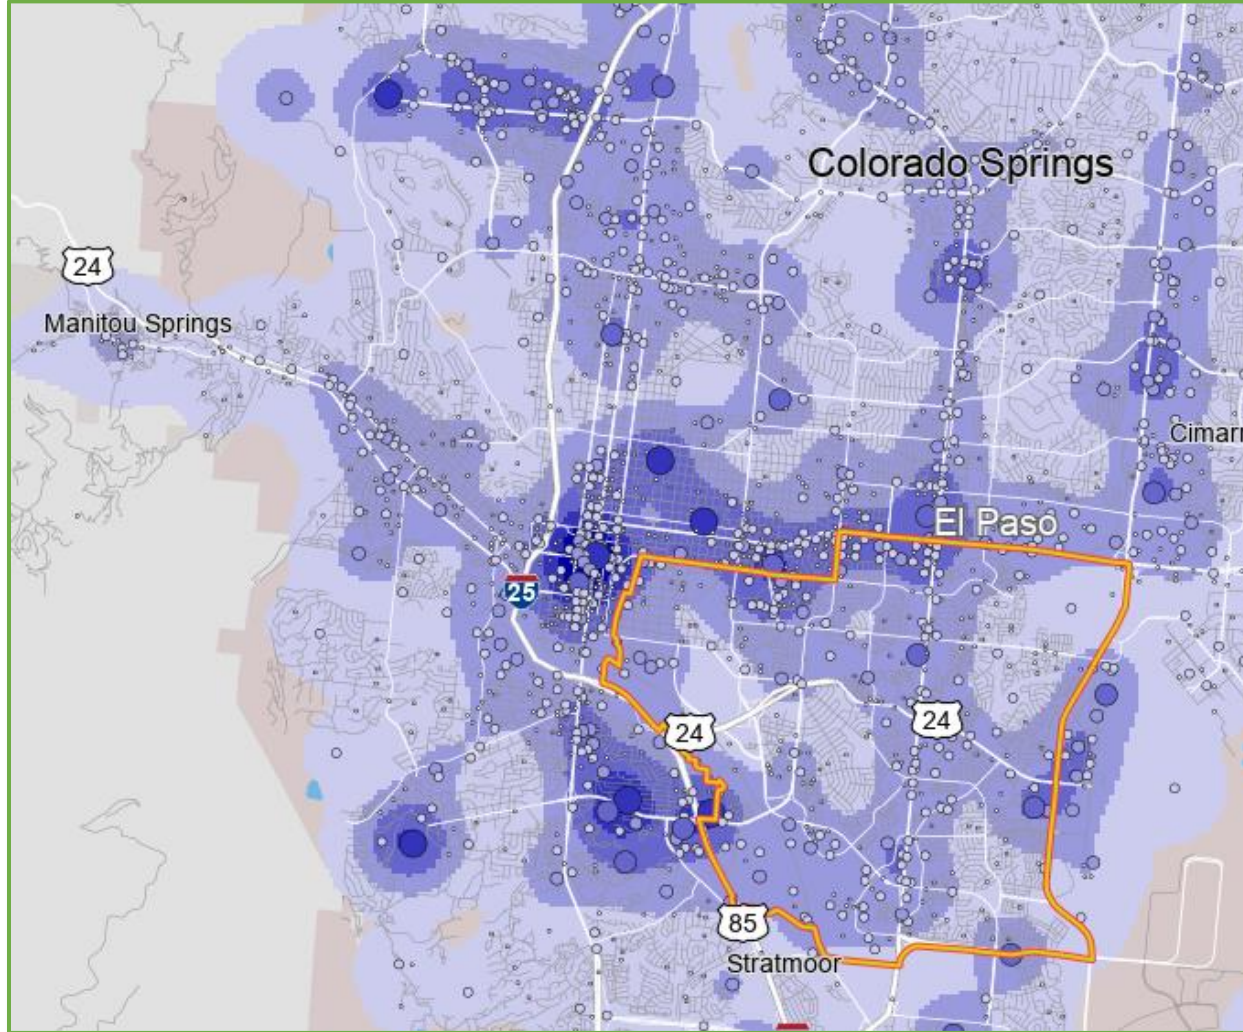 Colorado Springs
24
Manitou Springs
Cimarr
El Paso
25
24
24
85
Stratmoor